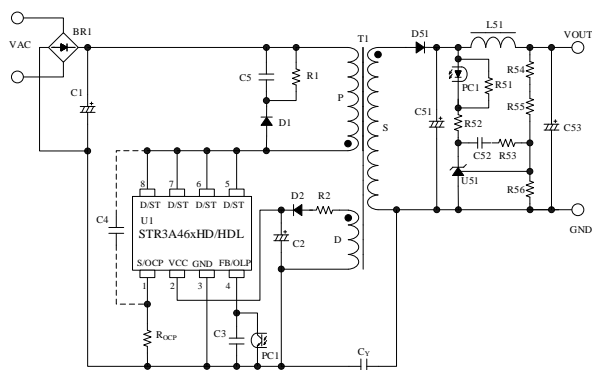 BR1
T1
D51
L51
VOUT
VAC
C5
R1
P
PC1
R51
R54
C1
D1
S
C51
R52
R55
C53
C52
R53
U51
R56
8
7
6
5
D/ST
D/ST
D/ST
D/ST
D2
R2
GND
C4
U1
STR3A46xHD/HDL
C2
D
S/OCP
VCC
GND
FB/OLP
1
2
3
4
ROCP
C3
PC1
CY